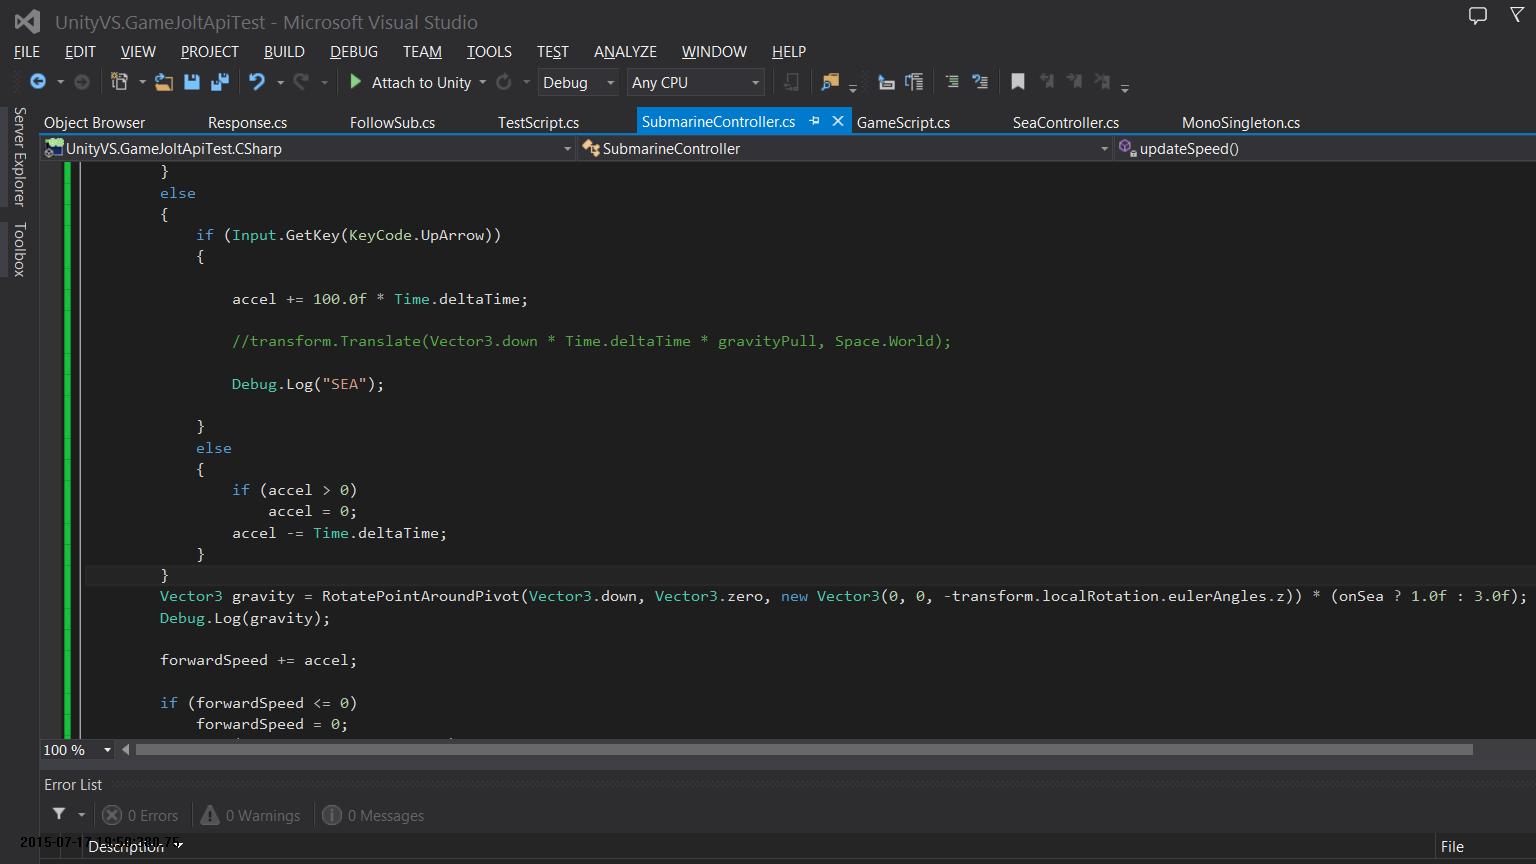 UnityVS.GameJoltApiTest - Microsoft Visual Studio
FILE EDIT VIEW PROJECT BUILD DEBUG TEAM TOOLS TEST ANALYZE WINDOW HELP
Attach to Unity Debug Any CPU
Server Explorer
Toolbox
Object Browser Response.cs FollowSub.cs TestScript.cs SubmarineController.cs GameScript.cs SeaController.cs MonoSingleton.cs
UnityVS.GameJoltApiTest.CSharp SubmarineController updateSpeed()
}
else
{
if (Input.GetKey(KeyCode.UpArrow))
{
accel += 100.0f * Time.deltaTime;
//transform.Translate(Vector3.down * Time.deltaTime * gravityPull, Space.World);
Debug.Log("SEA");
}
else
{
if (accel > 0)
accel = 0;
accel -= Time.deltaTime;
}
}
Vector3 gravity = RotatePointAroundPivot(Vector3.down, Vector3.zero, new Vector3(0, 0, -transform.localRotation.eulerAngles.z)) * (onSea ? 1.0f : 3.0f);
Debug.Log(gravity);
forwardSpeed += accel;
if (forwardSpeed <= 0)
forwardSpeed = 0;
100 %
Error List
0 Errors 0 Warnings 0 Messages
2015-07-17
Description File